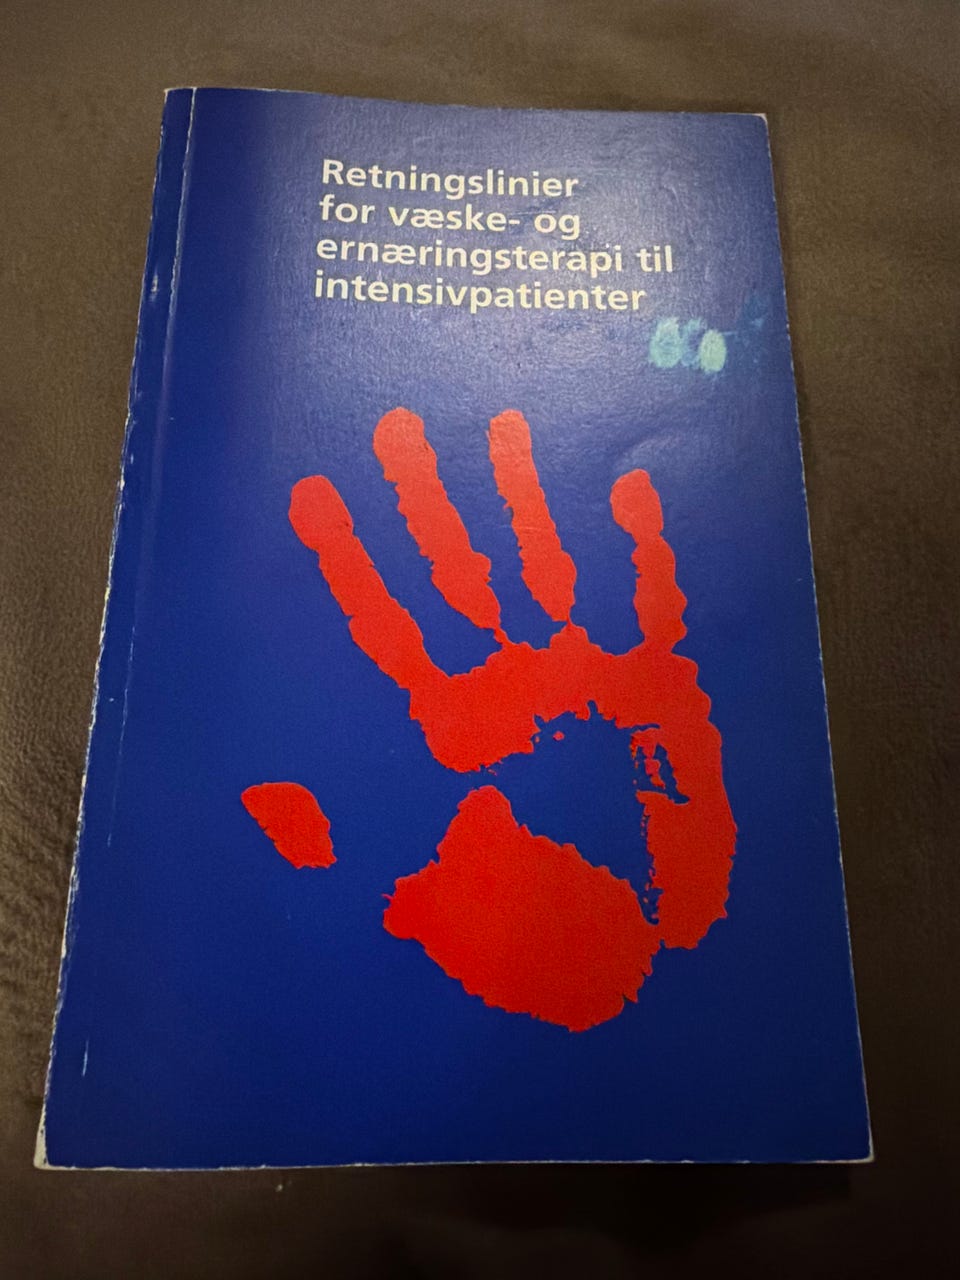 Retningslinier
for væske- og
ernæringsterapi til
intensivpatienter